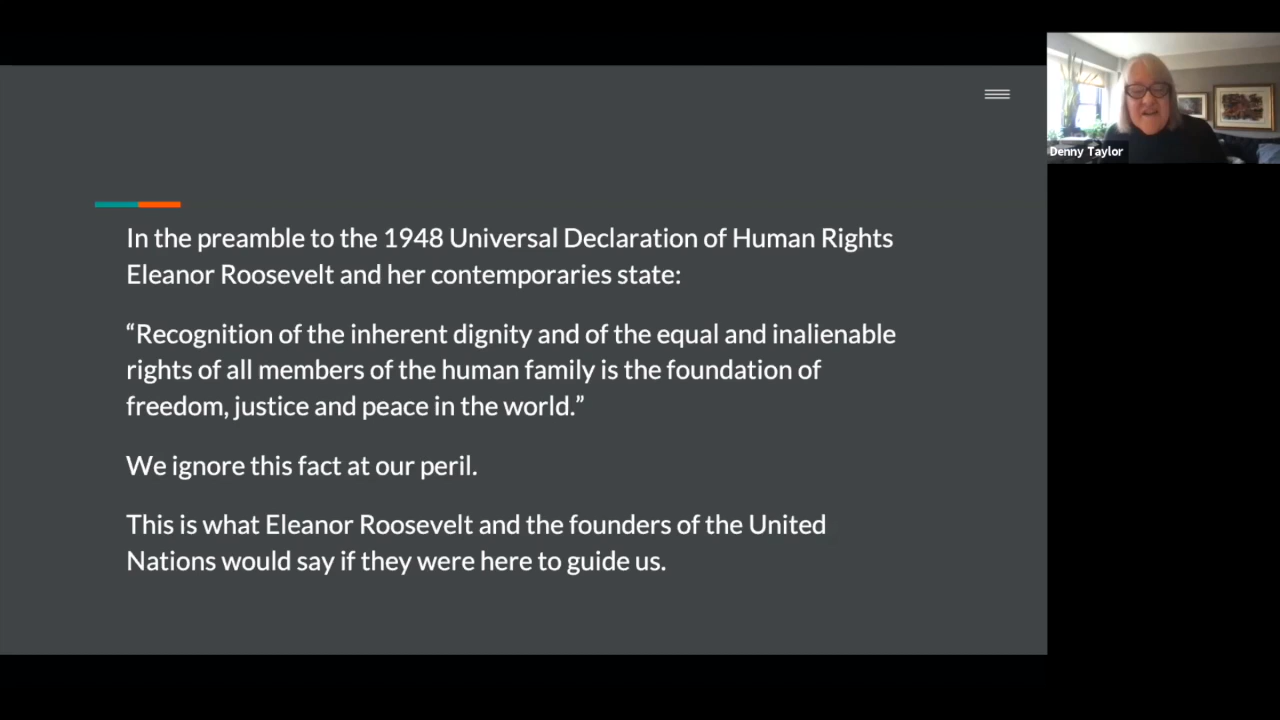 In the preamble to the 1948 Universal Declaration of Human Rights
Eleanor Roosevelt and her contemporaries state:
“Recognition of the inherent dignity and of the equal and inalienable
rights of all members of the human family is the foundation of
freedom, justice and peace in the world.”
We ignore this fact at our peril.
This is what Eleanor Roosevelt and the founders of the United
Nations would say if they were here to guide us.
Denny Taylor